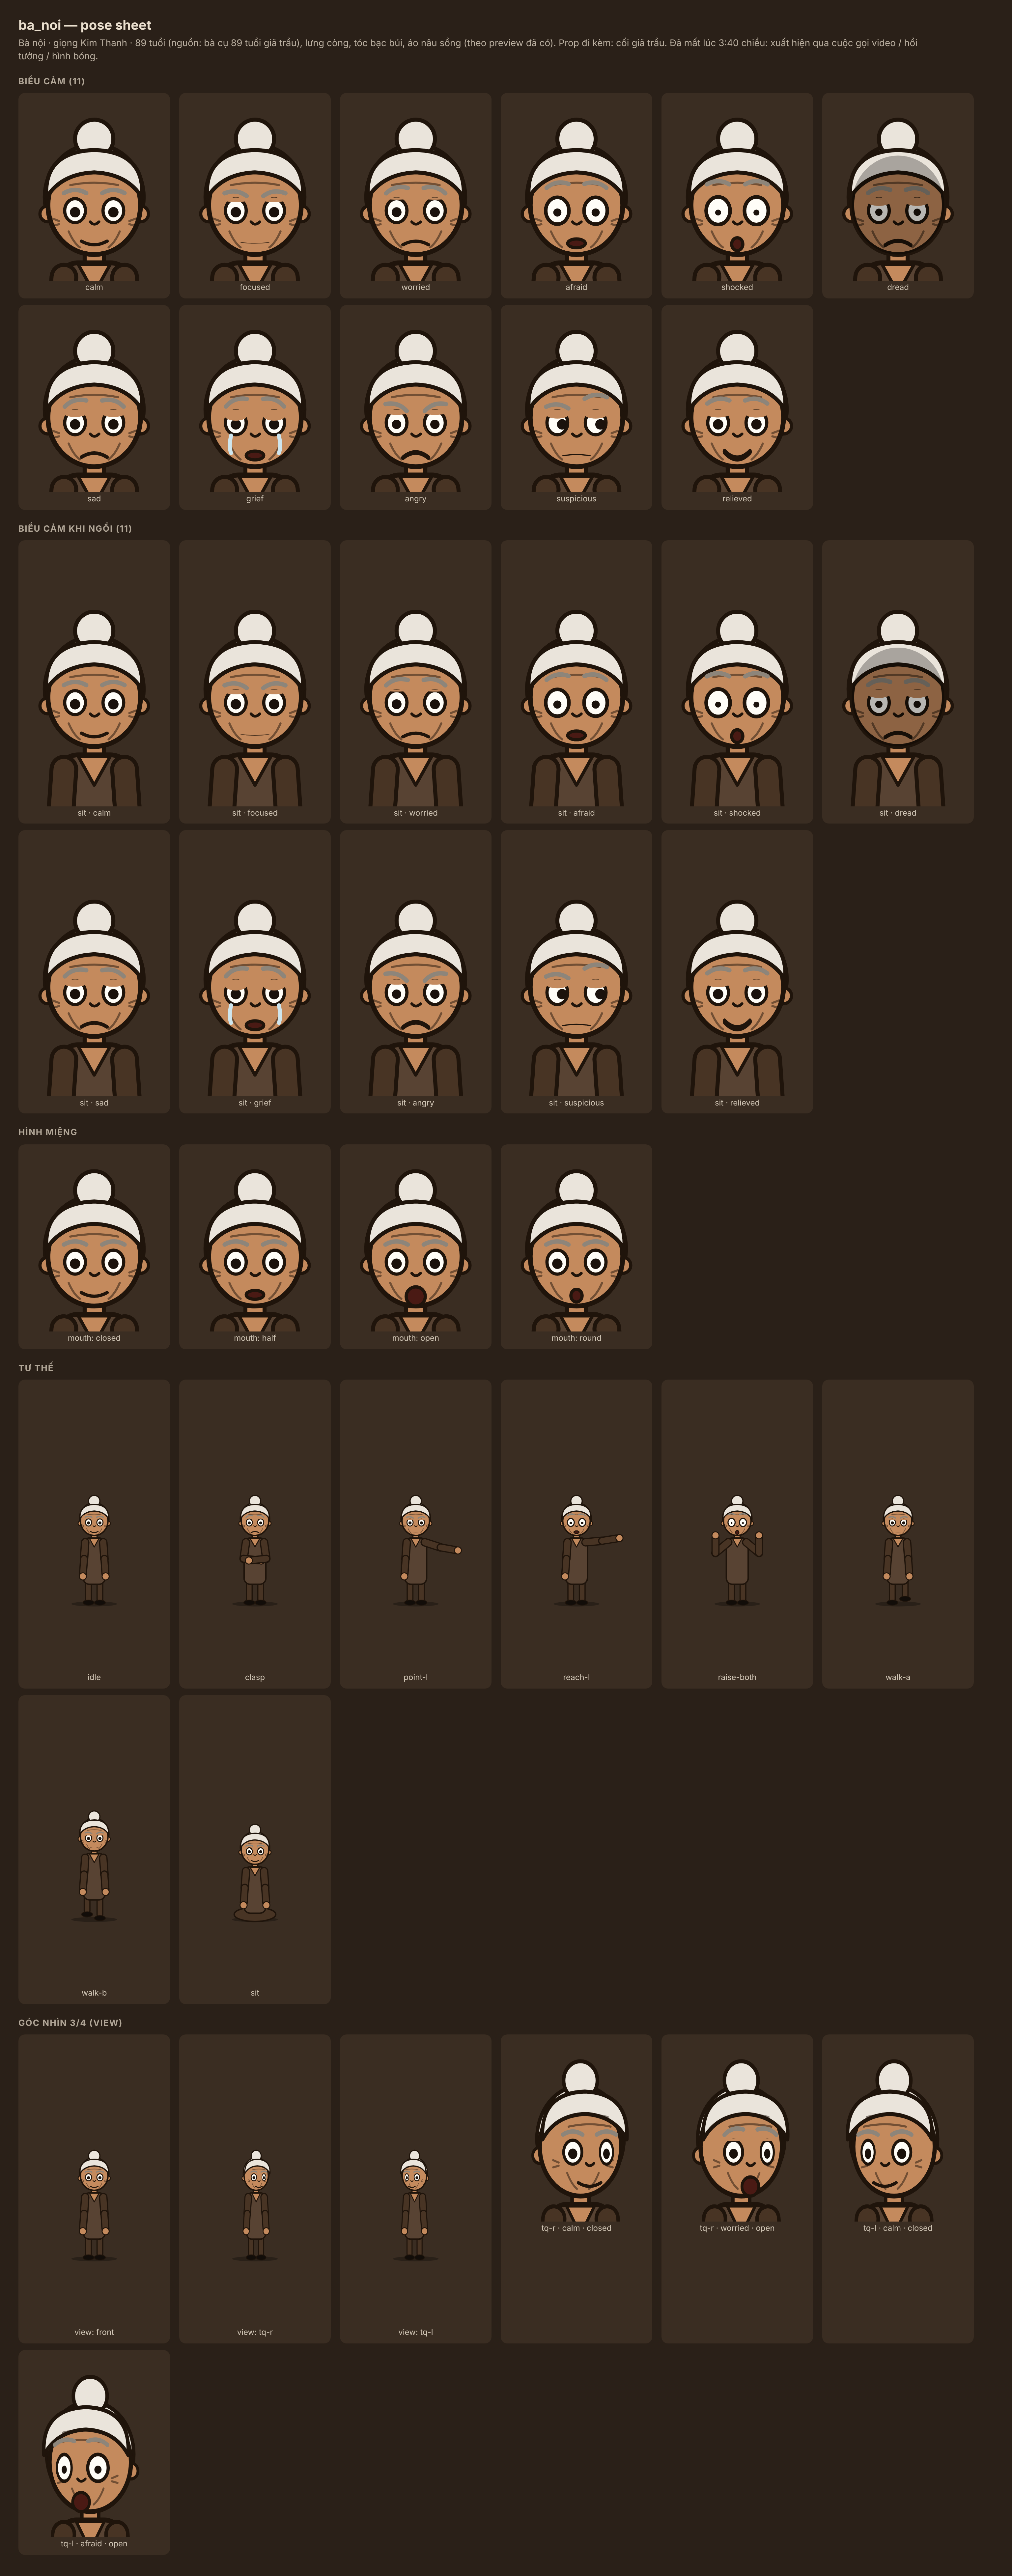 ba_noi — pose sheet
Bà nội · giọng Kim Thanh · 89 tuổi (nguồn: bà cụ 89 tuổi giã trầu), lưng còng, tóc bạc búi, áo nâu sồng (theo preview đã có). Prop đi kèm: cối giã trầu. Đã mất lúc 3:40 chiều: xuất hiện qua cuộc gọi video / hồi
tưởng / hình bóng.
BIỂU CẢM (11)
calm
focused
worried
afraid
shocked
dread
sad
grief
angry
suspicious
relieved
BIỂU CẢM KHI NGỒI (11)
sit · calm
sit · focused
sit · worried
sit · afraid
sit · shocked
sit · dread
sit · sad
sit · grief
sit · angry
sit · suspicious
sit · relieved
HÌNH MIỆNG
mouth: closed
mouth: half
mouth: open
mouth: round
TƯ THẾ
idle
clasp
point-l
reach-l
raise-both
walk-a
walk-b
sit
GÓC NHÌN 3/4 (VIEW)
view: front
view: tq-r
view: tq-l
tq-r · calm · closed
tq-r · worried · open
tq-l · calm · closed
tq-l · afraid · open